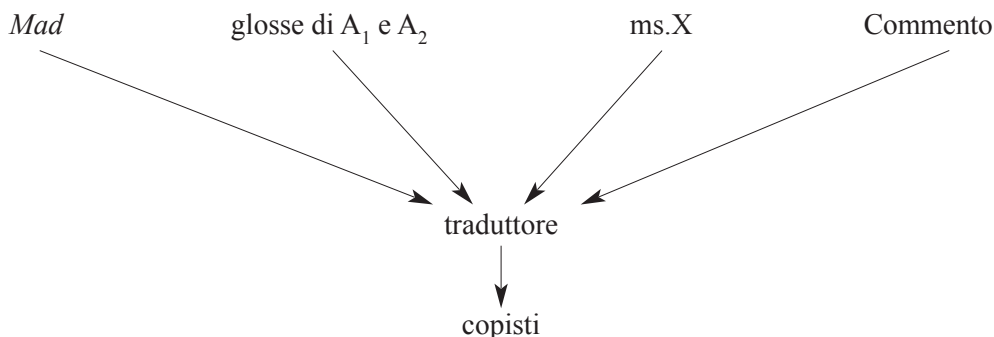 Mad glosse di A₁ e A₂ ms.X Commento
traduttore
copisti